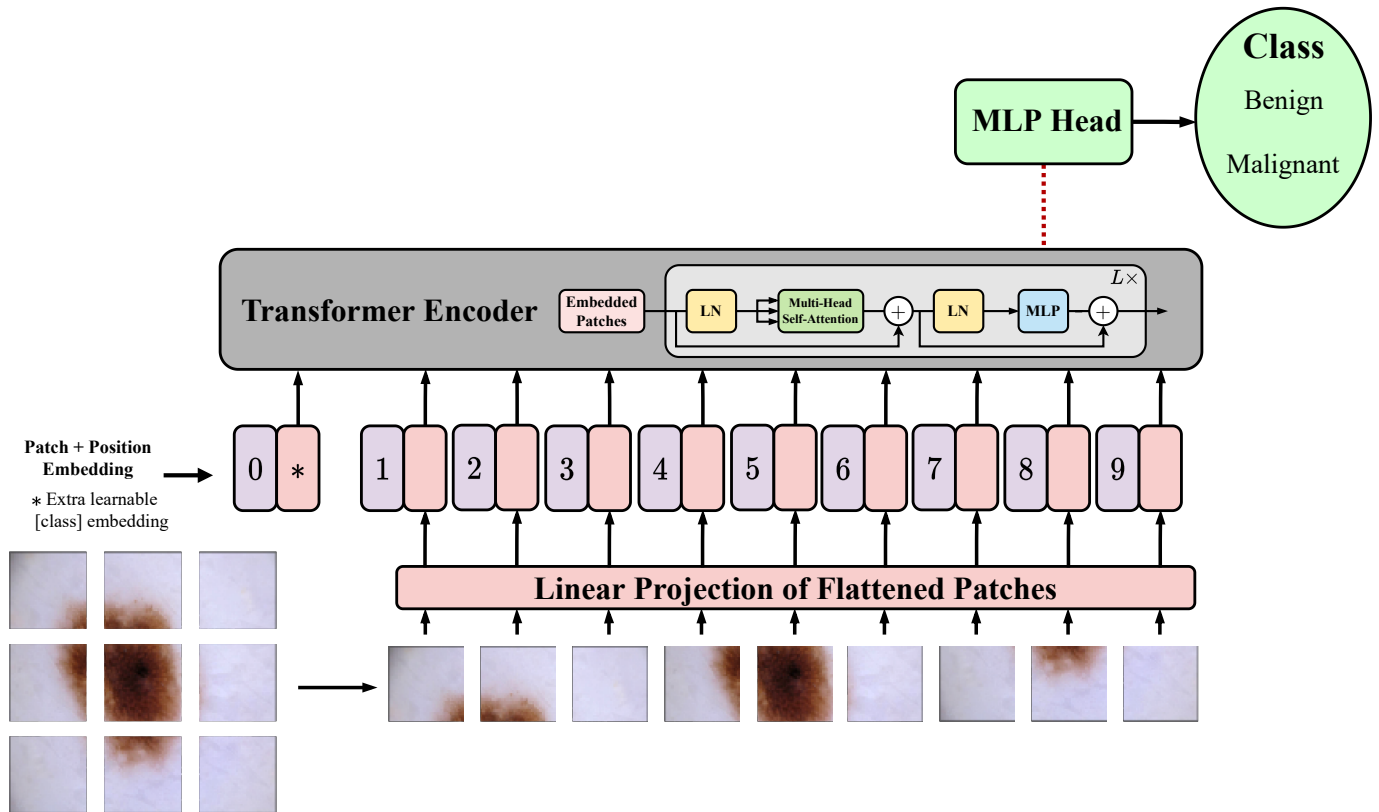 Class
Benign
Malignant
MLP Head
L×
Transformer Encoder
Embedded
Patches
LN
Multi-Head
Self-Attention
+
LN
MLP
+
Patch + Position
Embedding
* Extra learnable
[class] embedding
0 *
1
2
3
4
5
6
7
8
9
Linear Projection of Flattened Patches